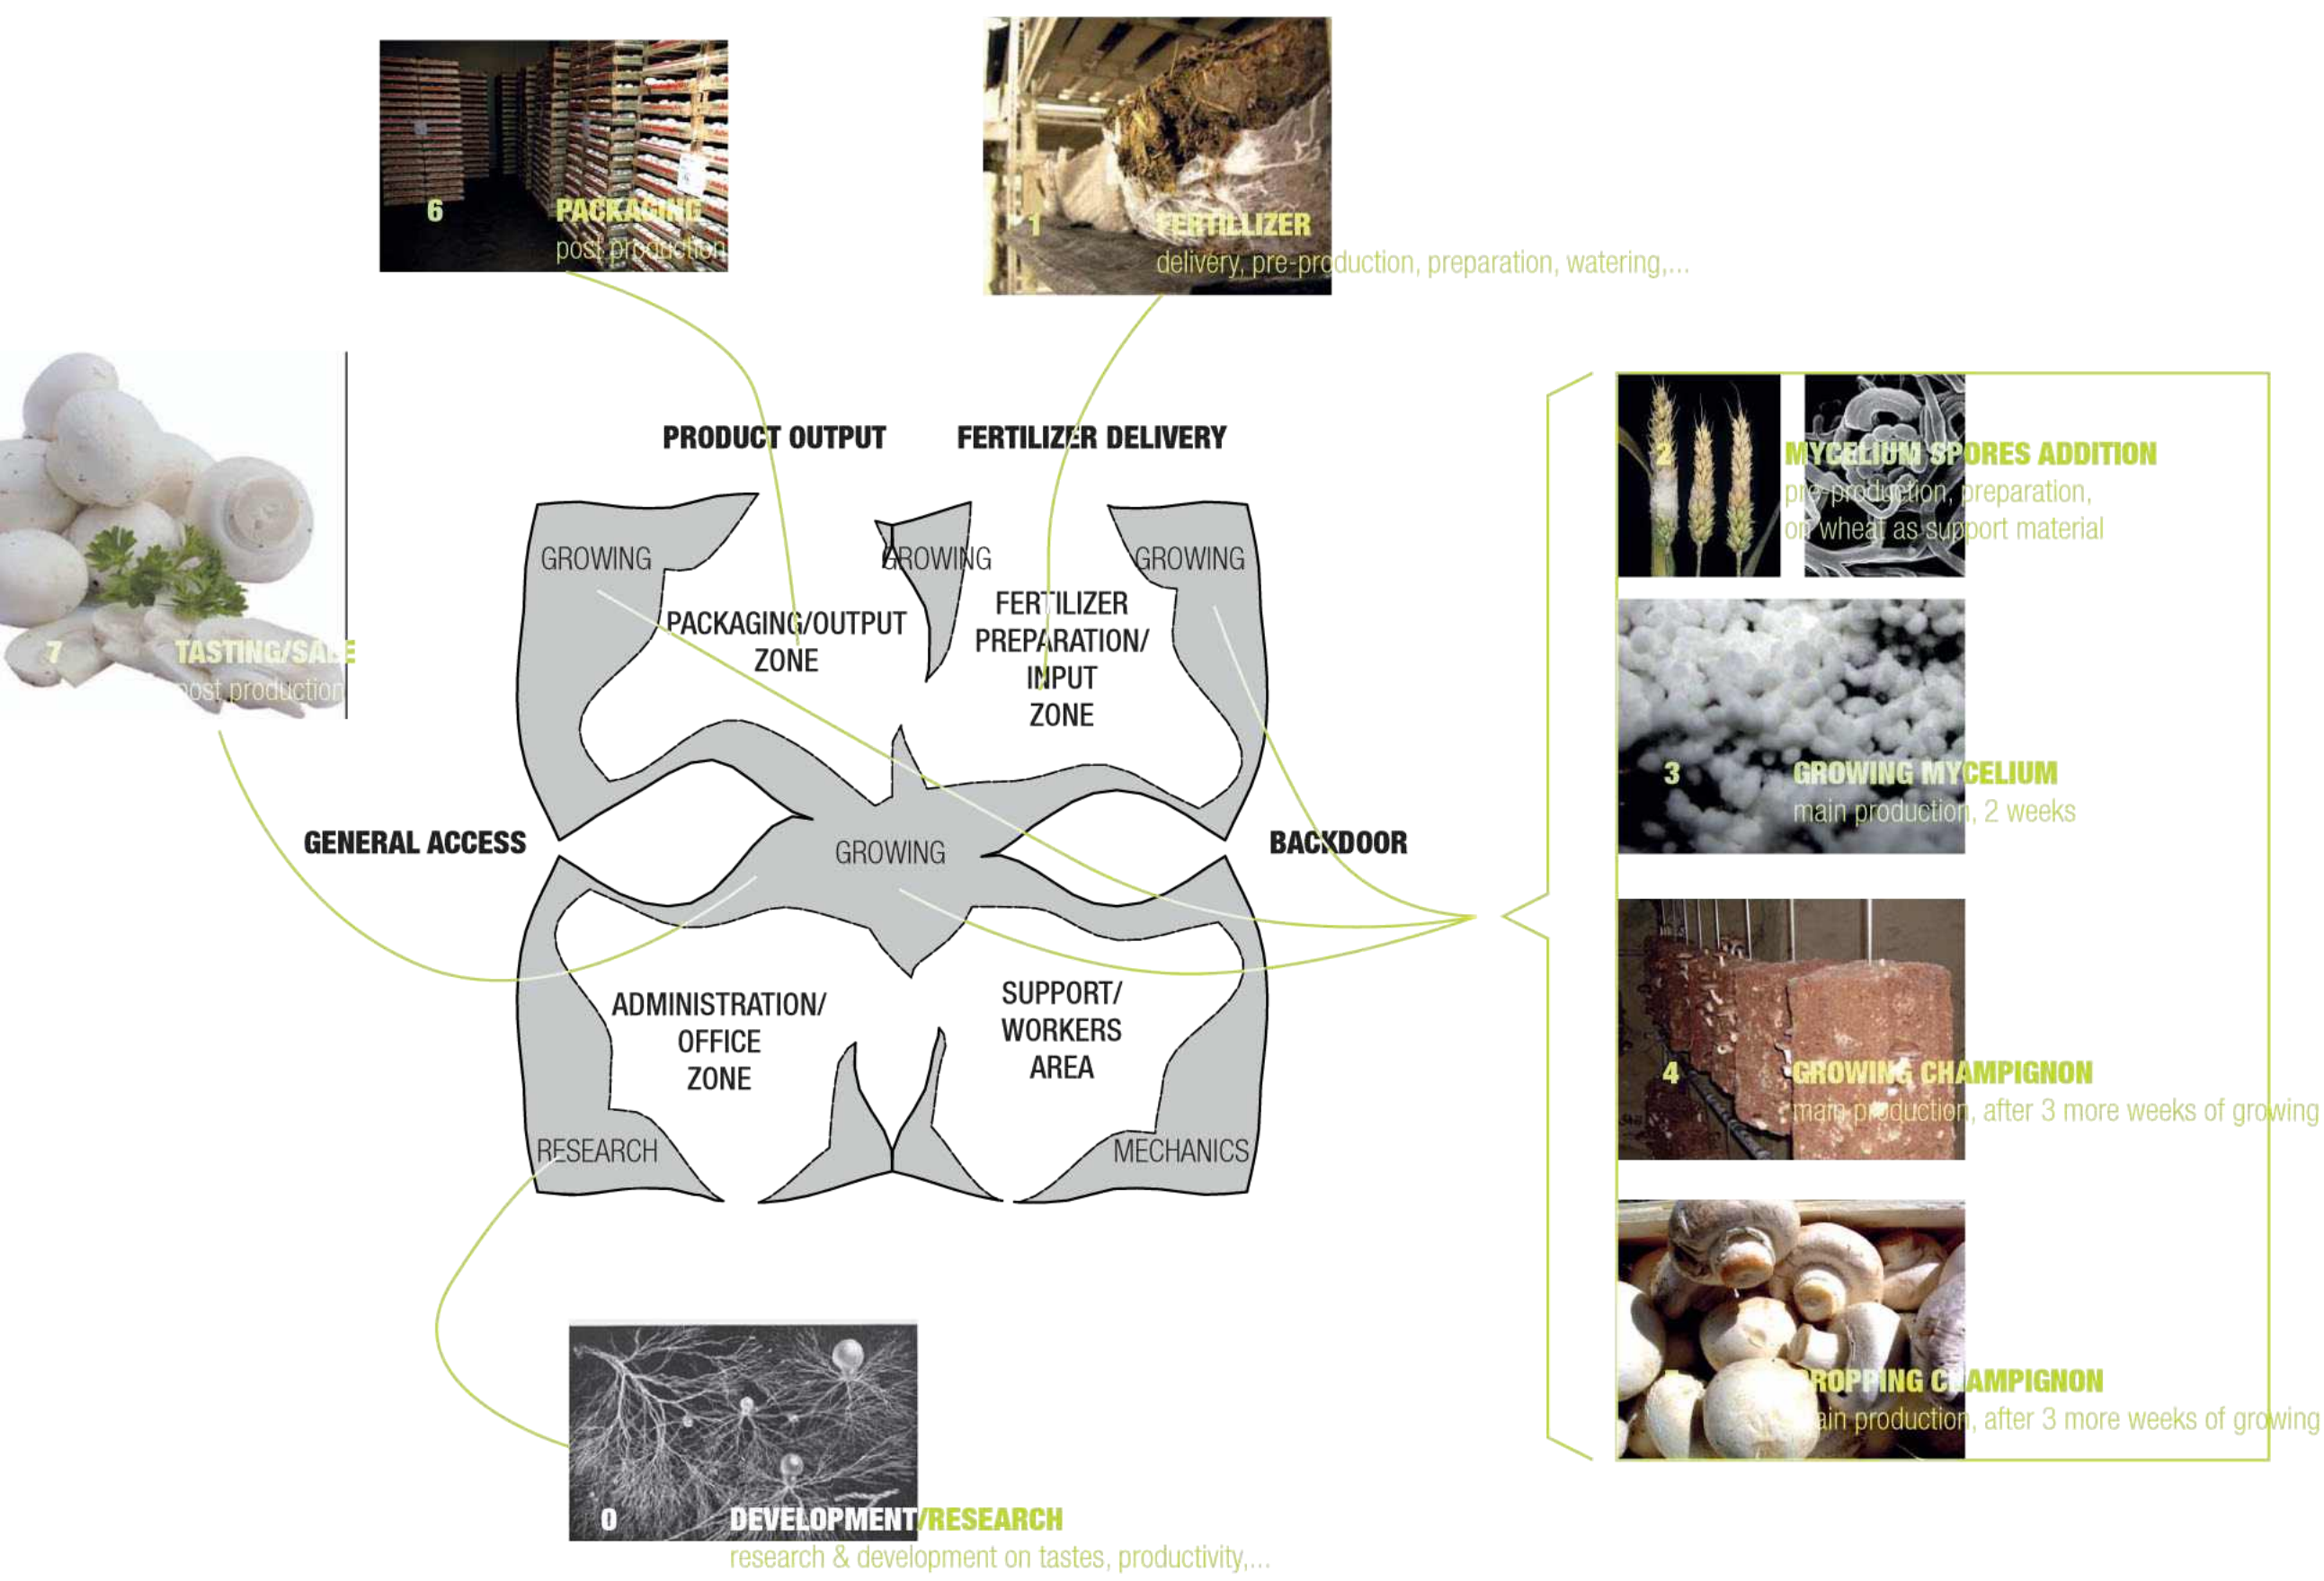 6 PACKAGING
post production
1 FERTILLIZER
delivery, pre-production, preparation, watering,...
PRODUCT OUTPUT
FERTILIZER DELIVERY
2 MYCELIUM SPORES ADDITION
pre-production, preparation,
on wheat as support material
GROWING
GROWING
GROWING
PACKAGING/OUTPUT
ZONE
FERTILIZER
PREPARATION/
INPUT
ZONE
7 TASTING/SALE
post production
3 GROWING MYCELIUM
main production, 2 weeks
GENERAL ACCESS
GROWING
BACKDOOR
ADMINISTRATION/
OFFICE
ZONE
SUPPORT/
WORKERS
AREA
4 GROWING CHAMPIGNON
main production, after 3 more weeks of growing
RESEARCH
MECHANICS
CROPPING CHAMPIGNON
main production, after 3 more weeks of growing
0 DEVELOPMENT/RESEARCH
research & development on tastes, productivity,...